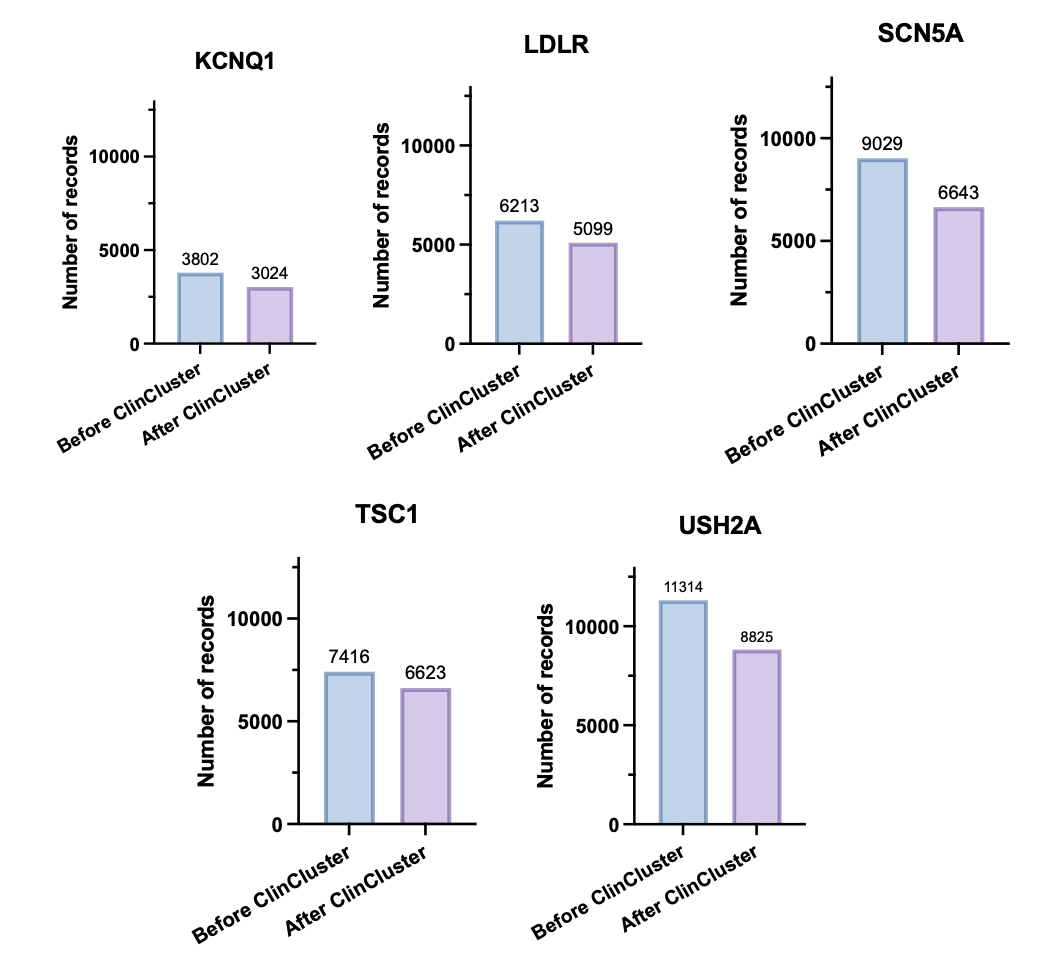 KCNQ1
Number of records
10000
5000
0
3802
3024
Before ClinCluster
After ClinCluster
LDLR
Number of records
10000
5000
0
6213
5099
Before ClinCluster
After ClinCluster
SCN5A
Number of records
10000
5000
0
9029
6643
Before ClinCluster
After ClinCluster
TSC1
Number of records
10000
5000
0
7416
6623
Before ClinCluster
After ClinCluster
USH2A
Number of records
10000
5000
0
11314
8825
Before ClinCluster
After ClinCluster